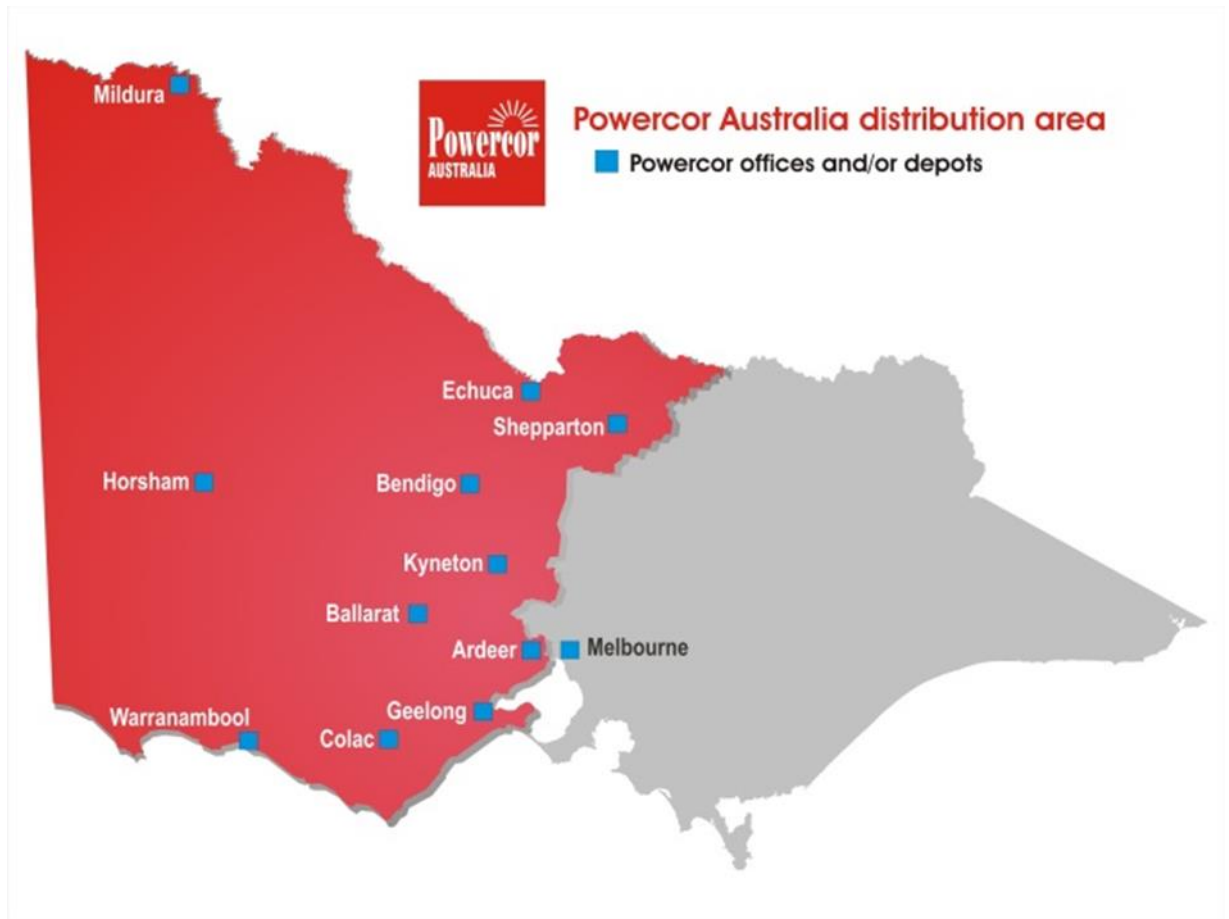 Mildura
Powercor
AUSTRALIA
Powercor Australia distribution area
Powercor offices and/or depots
Echuca
Shepparton
Horsham
Bendigo
Kyneton
Ballarat
Ardeer
Melbourne
Geelong
Warranambool
Colac